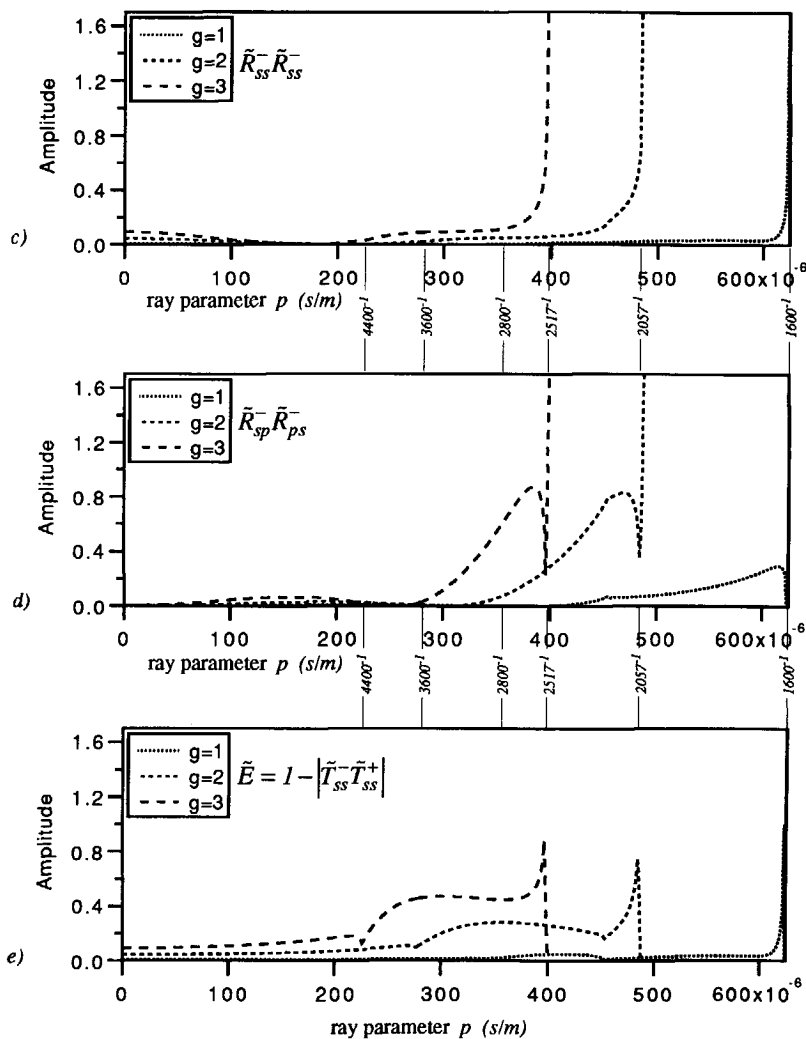 1.6
1.2
0.8
0.4
0.0
Amplitude
g=1
g=2
g=3
R̃⁻ₛₛR̃⁻ₛₛ
c)
0 100 200 300 400 500 600x10⁻⁶
ray parameter p (s/m)
4400⁻¹ 3600⁻¹ 2800⁻¹ 2517⁻¹ 2057⁻¹ 1600⁻¹
1.6
1.2
0.8
0.4
0.0
Amplitude
g=1
g=2
g=3
R̃⁻ₛₚR̃⁻ₚₛ
d)
0 100 200 300 400 500 600x10⁻⁶
ray parameter p (s/m)
4400⁻¹ 3600⁻¹ 2800⁻¹ 2517⁻¹ 2057⁻¹ 1600⁻¹
1.6
1.2
0.8
0.4
0.0
Amplitude
g=1
g=2
g=3
Ẽ = 1 − |T̃⁻ₛₛT̃⁺ₛₛ|
e)
0 100 200 300 400 500 600x10⁻⁶
ray parameter p (s/m)